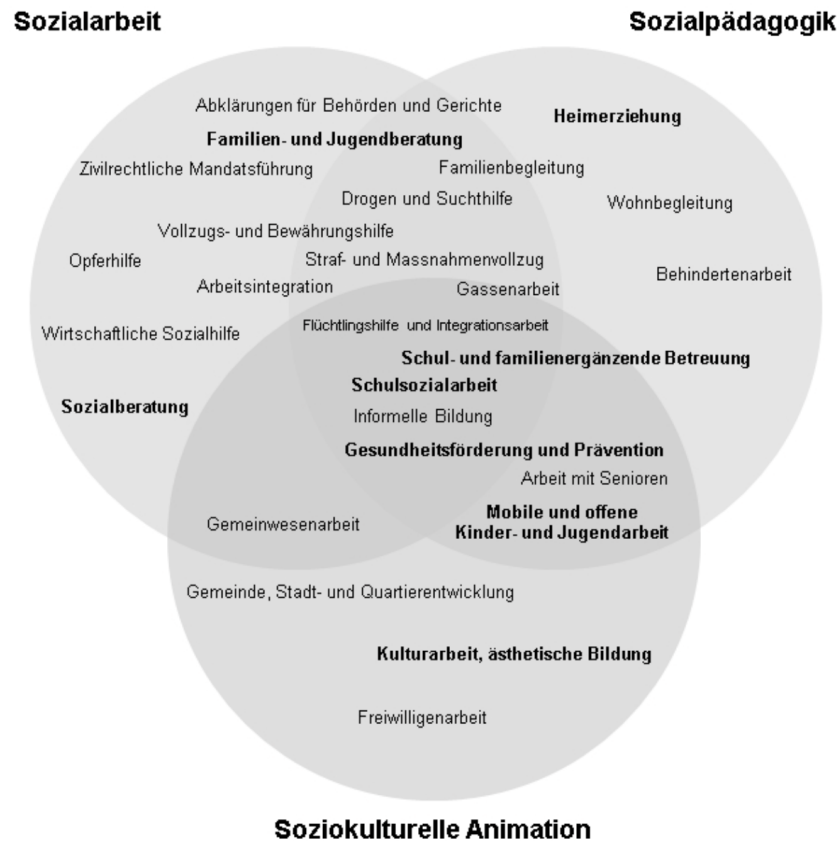 Sozialarbeit
Sozialpädagogik
Abklärungen für Behörden und Gerichte
Heimerziehung
Familien- und Jugendberatung
Zivilrechtliche Mandatsführung
Familienbegleitung
Drogen und Suchthilfe
Wohnbegleitung
Vollzugs- und Bewährungshilfe
Opferhilfe
Straf- und Massnahmenvollzug
Behindertenarbeit
Arbeitsintegration
Gassenarbeit
Flüchtlingshilfe und Integrationsarbeit
Wirtschaftliche Sozialhilfe
Schul- und familienergänzende Betreuung
Schulsozialarbeit
Sozialberatung
Informelle Bildung
Gesundheitsförderung und Prävention
Arbeit mit Senioren
Mobile und offene
Kinder- und Jugendarbeit
Gemeinwesenarbeit
Gemeinde, Stadt- und Quartierentwicklung
Kulturarbeit, ästhetische Bildung
Freiwilligenarbeit
Soziokulturelle Animation